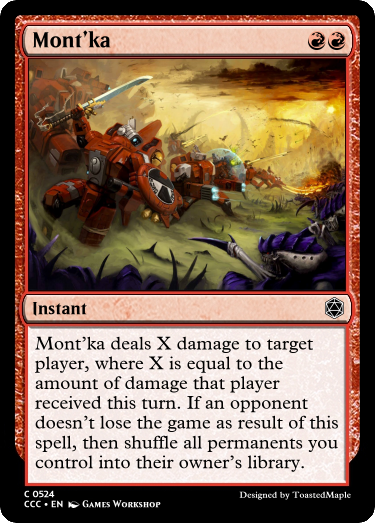 Mont'ka
Instant
Mont'ka deals X damage to target
player, where X is equal to the
amount of damage that player
received this turn. If an opponent
doesn't lose the game as result of this
spell, then shuffle all permanents you
control into their owner's library.
C 0524
CCC • EN Games Workshop
Designed by ToastedMaple